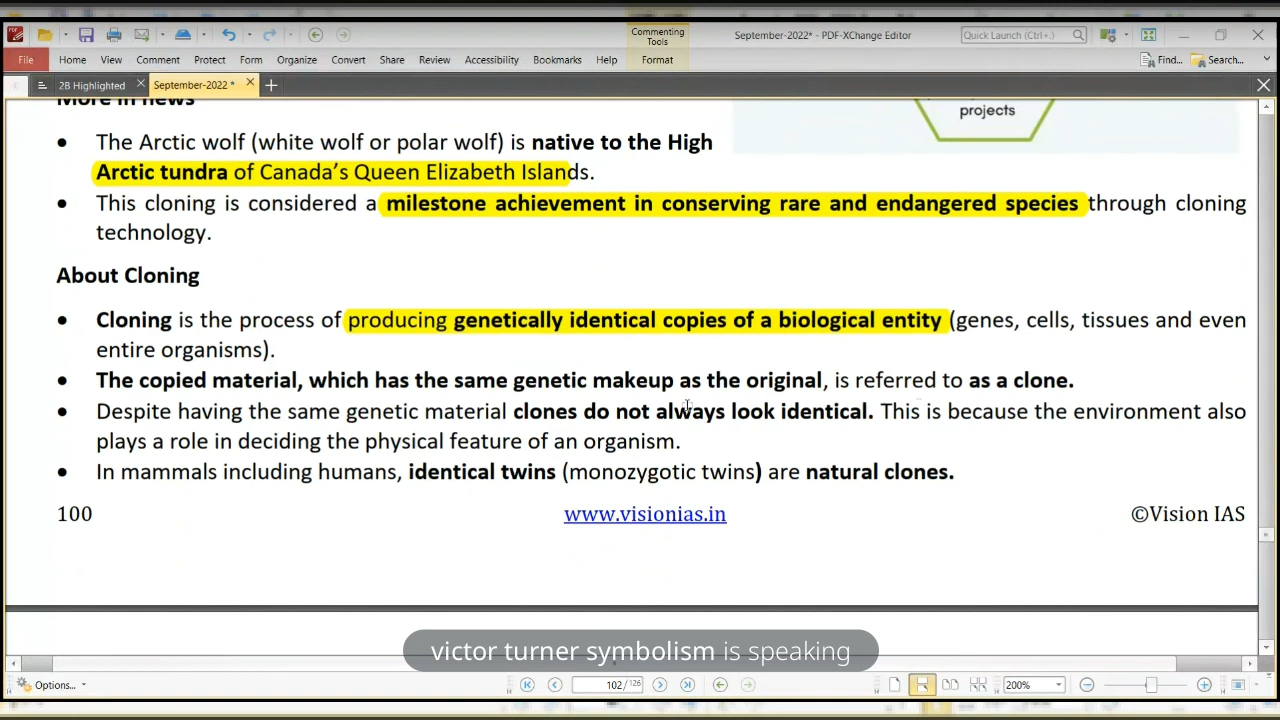 Commenting Tools
September-2022* - PDF-XChange Editor
Quick Launch (Ctrl+.)
File Home View Comment Protect Form Organize Convert Share Review Accessibility Bookmarks Help Format
Find... Search...
2B Highlighted September-2022 *
More in news
projects
• The Arctic wolf (white wolf or polar wolf) is native to the High
Arctic tundra of Canada's Queen Elizabeth Islands.
• This cloning is considered a milestone achievement in conserving rare and endangered species through cloning
technology.
About Cloning
• Cloning is the process of producing genetically identical copies of a biological entity (genes, cells, tissues and even
entire organisms).
• The copied material, which has the same genetic makeup as the original, is referred to as a clone.
• Despite having the same genetic material clones do not always look identical. This is because the environment also
plays a role in deciding the physical feature of an organism.
• In mammals including humans, identical twins (monozygotic twins) are natural clones.
100 www.visionias.in ©Vision IAS
victor turner symbolism is speaking
Options... 102/126 200%